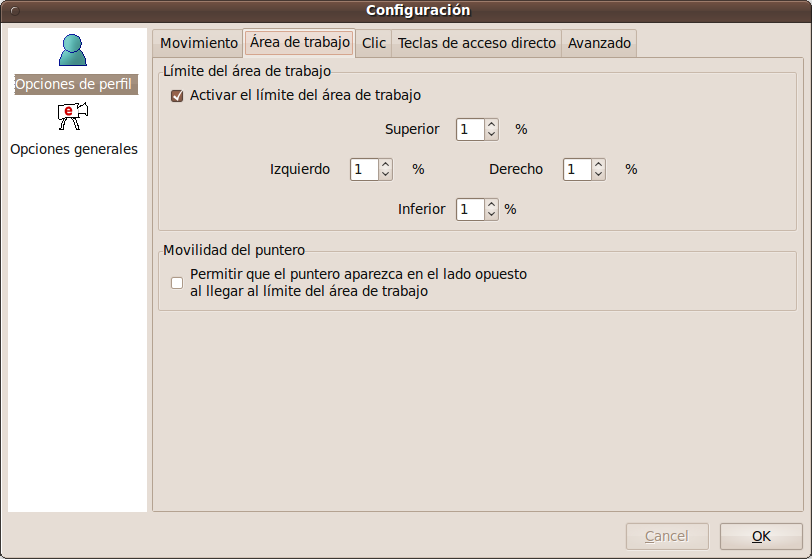 Configuración
Opciones de perfil
e
Opciones generales
Movimiento
Área de trabajo
Clic
Teclas de acceso directo
Avanzado
Límite del área de trabajo
Activar el límite del área de trabajo
Superior 1 %
Izquierdo 1 % Derecho 1 %
Inferior 1 %
Movilidad del puntero
Permitir que el puntero aparezca en el lado opuesto
al llegar al límite del área de trabajo
Cancel
OK